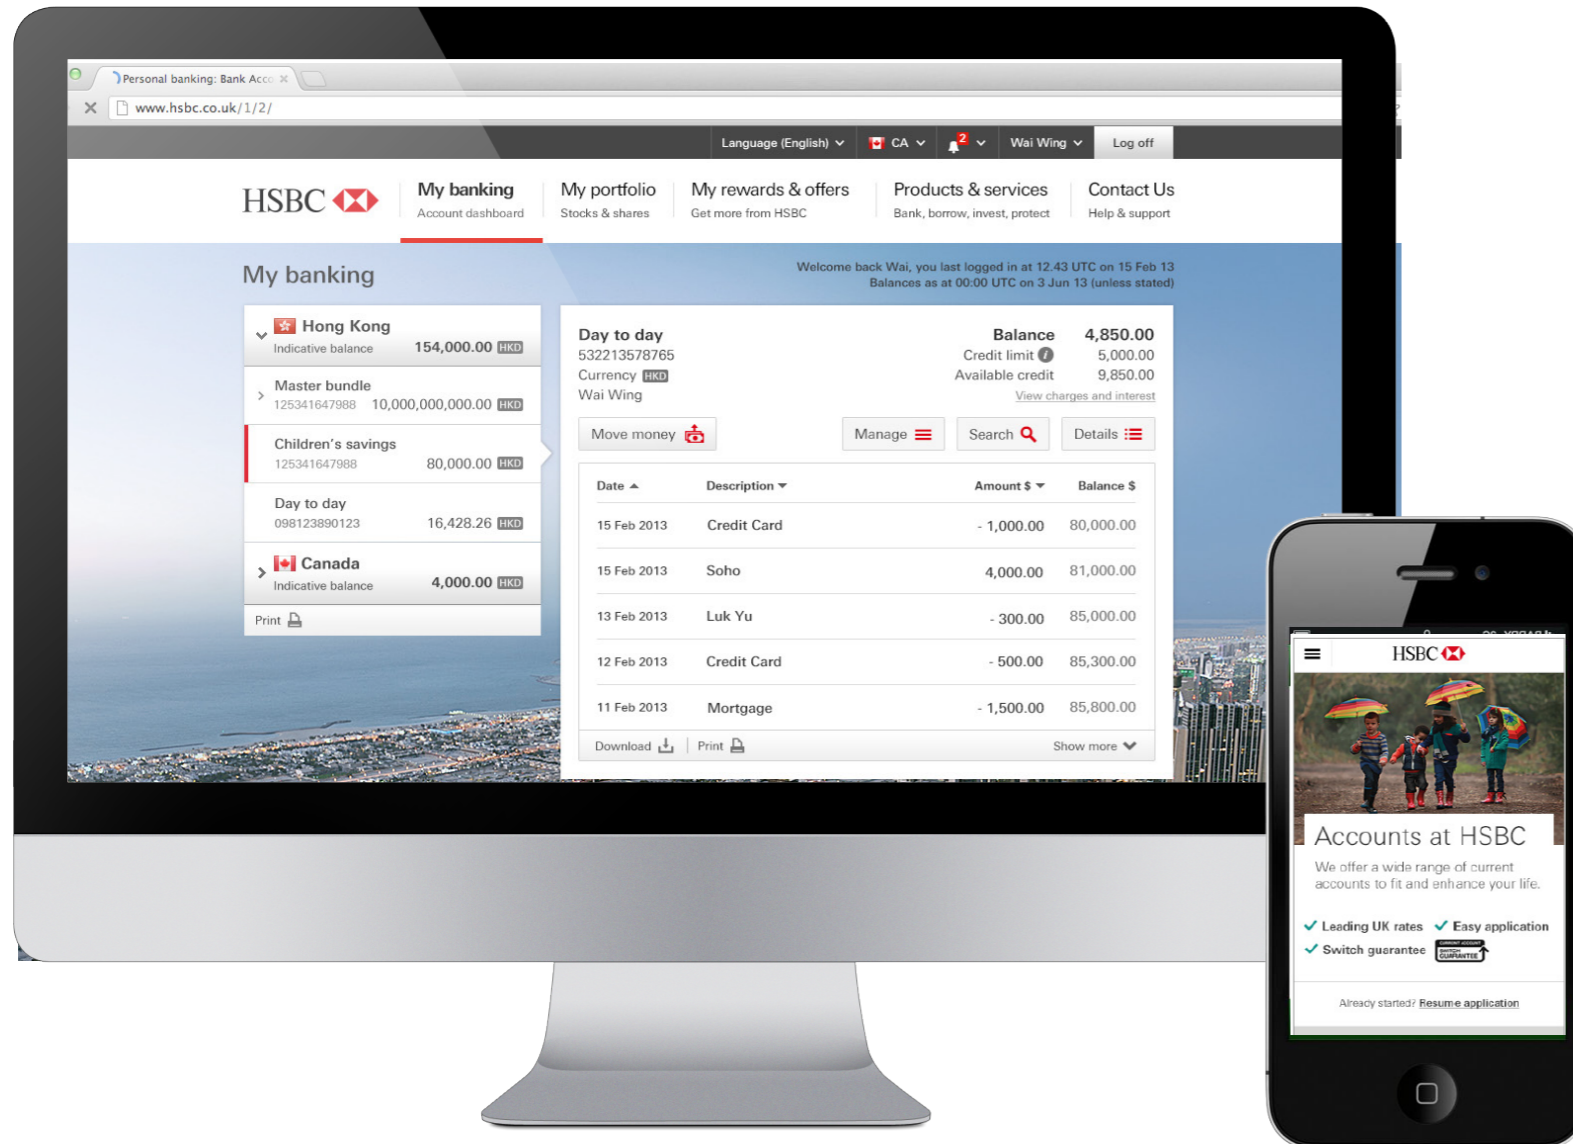 Personal banking: Bank Acco
www.hsbc.co.uk/1/2/
Language (English) CA 2 Wai Wing Log off
HSBC
My banking My portfolio My rewards & offers Products & services Contact Us
Account dashboard Stocks & shares Get more from HSBC Bank, borrow, invest, protect Help & support
My banking
Welcome back Wai, you last logged in at 12.43 UTC on 15 Feb 13
Balances as at 00:00 UTC on 3 Jun 13 (unless stated)
Hong Kong
Indicative balance 154,000.00 HKD
Master bundle
125341647988 10,000,000,000.00 HKD
Children's savings
125341647988 80,000.00 HKD
Day to day
098123890123 16,428.26 HKD
Canada
Indicative balance 4,000.00 HKD
Print
Day to day Balance 4,850.00
532213578765 Credit limit i 5,000.00
Currency HKD Available credit 9,850.00
Wai Wing View charges and interest
Move money Manage Search Details
Date Description Amount $ Balance $
15 Feb 2013 Credit Card - 1,000.00 80,000.00
15 Feb 2013 Soho 4,000.00 81,000.00
13 Feb 2013 Luk Yu - 300.00 85,000.00
12 Feb 2013 Credit Card - 500.00 85,300.00
11 Feb 2013 Mortgage - 1,500.00 85,800.00
Download Print Show more
HSBC
Accounts at HSBC
We offer a wide range of current
accounts to fit and enhance your life.
Leading UK rates Easy application
Switch guarantee
CURRENT ACCOUNT
SWITCH
GUARANTEE
Already started? Resume application